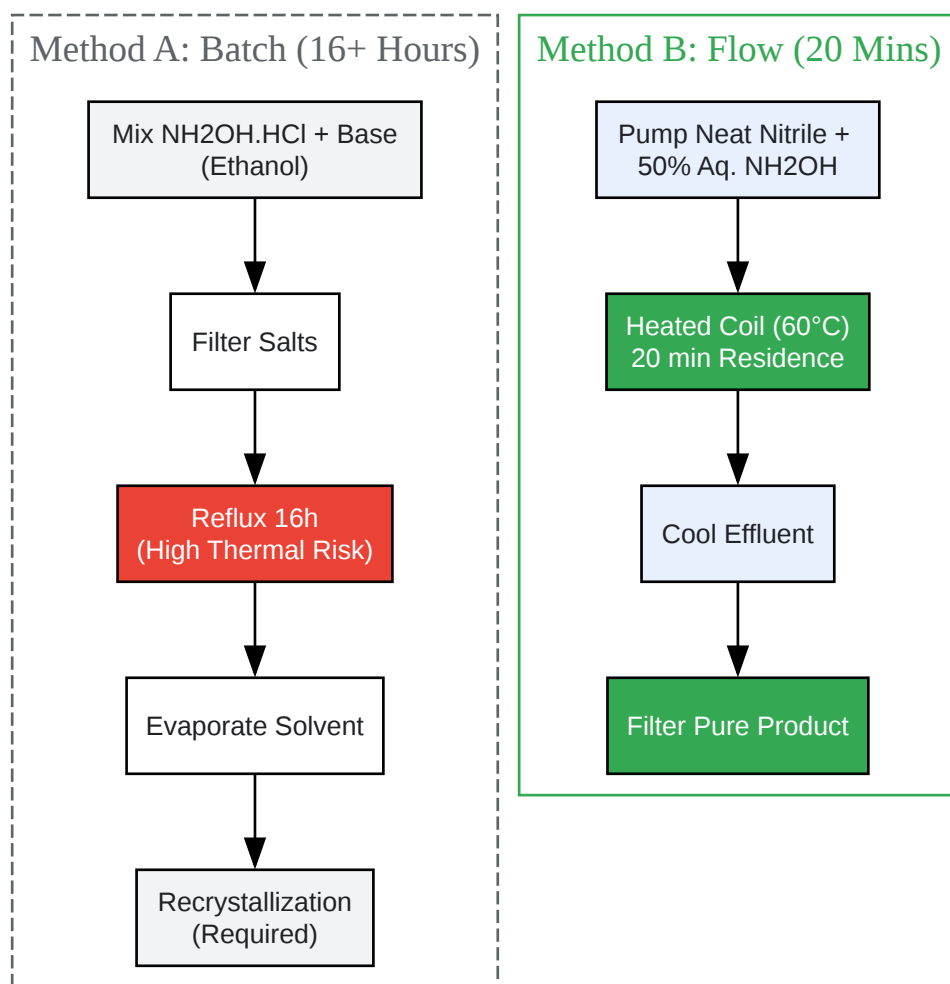 Method A: Batch (16+ Hours)
Mix NH2OH.HCl + Base
(Ethanol)
Filter Salts
Reflux 16h
(High Thermal Risk)
Evaporate Solvent
Recrystallization
(Required)
Method B: Flow (20 Mins)
Pump Neat Nitrile +
50% Aq. NH2OH
Heated Coil (60°C)
20 min Residence
Cool Effluent
Filter Pure Product